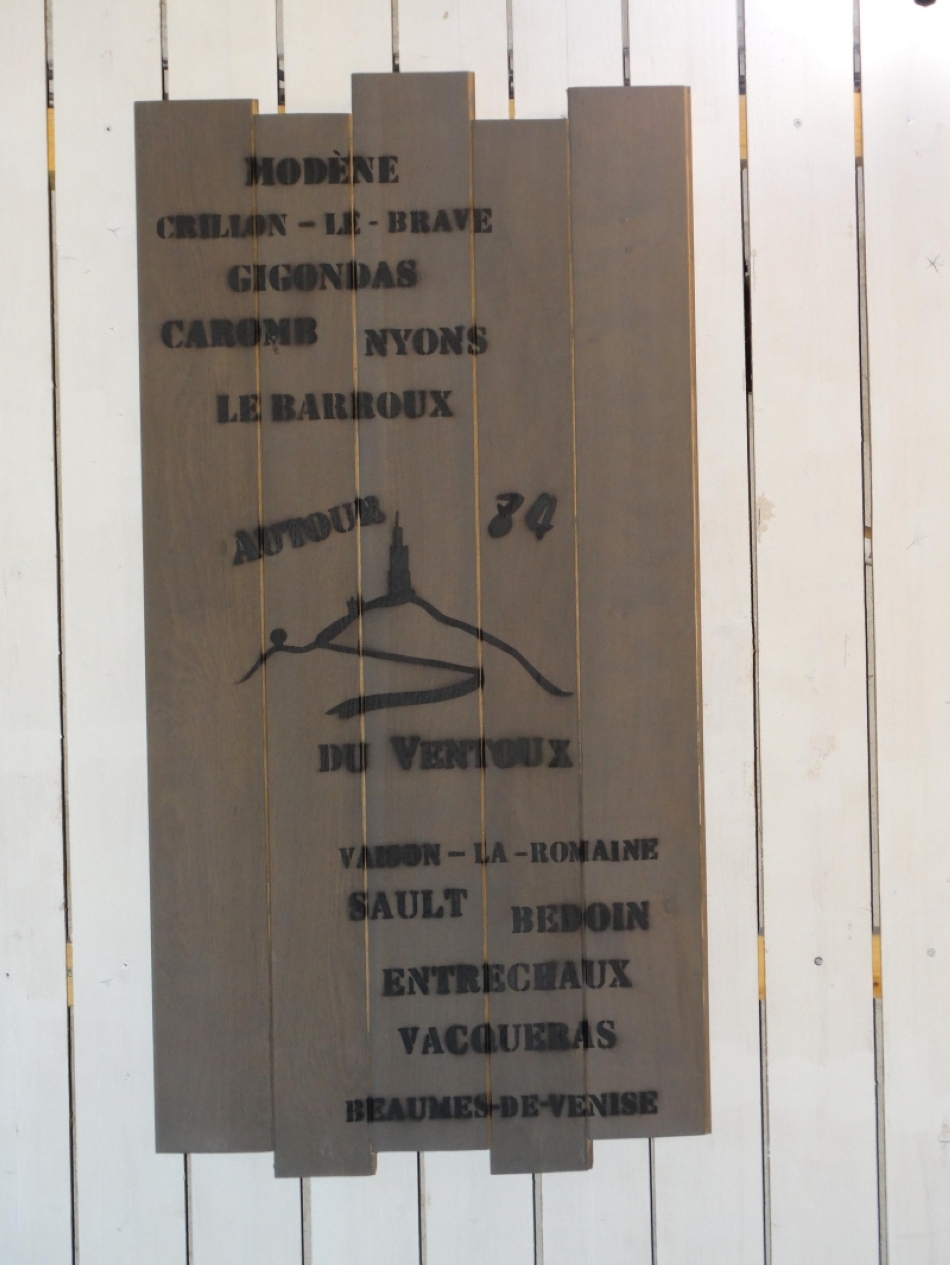 MODÈNE
CRILLON - LE - BRAVE
GIGONDAS
CAROMB NYONS
LE BARROUX
AUTOUR 84
DU VENTOUX
VAISON - LA - ROMAINE
SAULT BEDOIN
ENTRECHAUX
VACQUERAS
BEAUMES-DE-VENISE